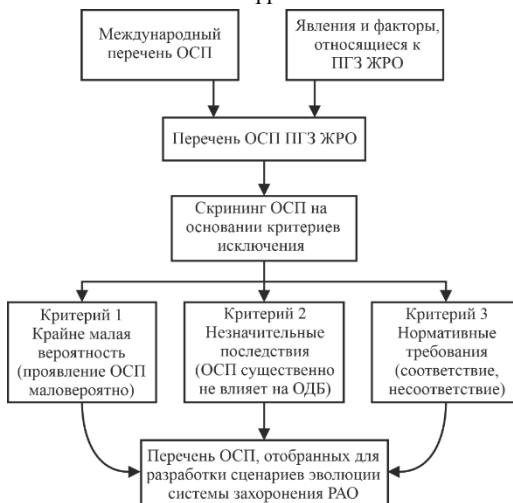 Международный
перечень ОСП
Явления и факторы,
относящиеся к
ПГЗ ЖРО
Перечень ОСП ПГЗ ЖРО
Скрининг ОСП на
основании критериев
исключения
Критерий 1
Крайне малая
вероятность
(проявление ОСП
маловероятно)
Критерий 2
Незначительные
последствия
(ОСП существенно
не влияет на ОДБ)
Критерий 3
Нормативные
требования
(соответствие,
несоответствие)
Перечень ОСП, отобранных для
разработки сценариев эволюции
системы захоронения РАО